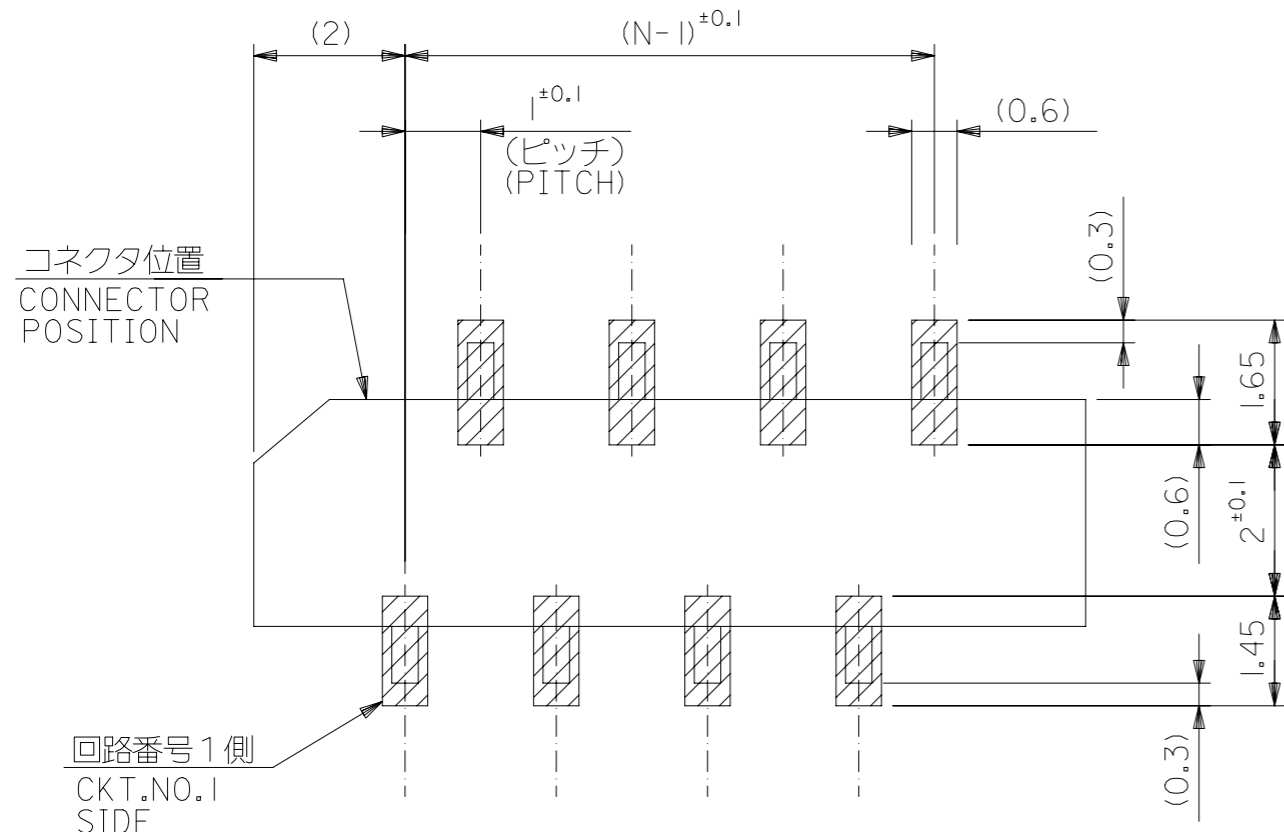 (2)
(N-1)±0.1
1±0.1
(ピッチ)
(PITCH)
(0.6)
(0.3)
コネクタ位置
CONNECTOR
POSITION
1.65
(0.6)
2±0.1
1.45
(0.3)
回路番号1側
CKT.NO.1
SIDE